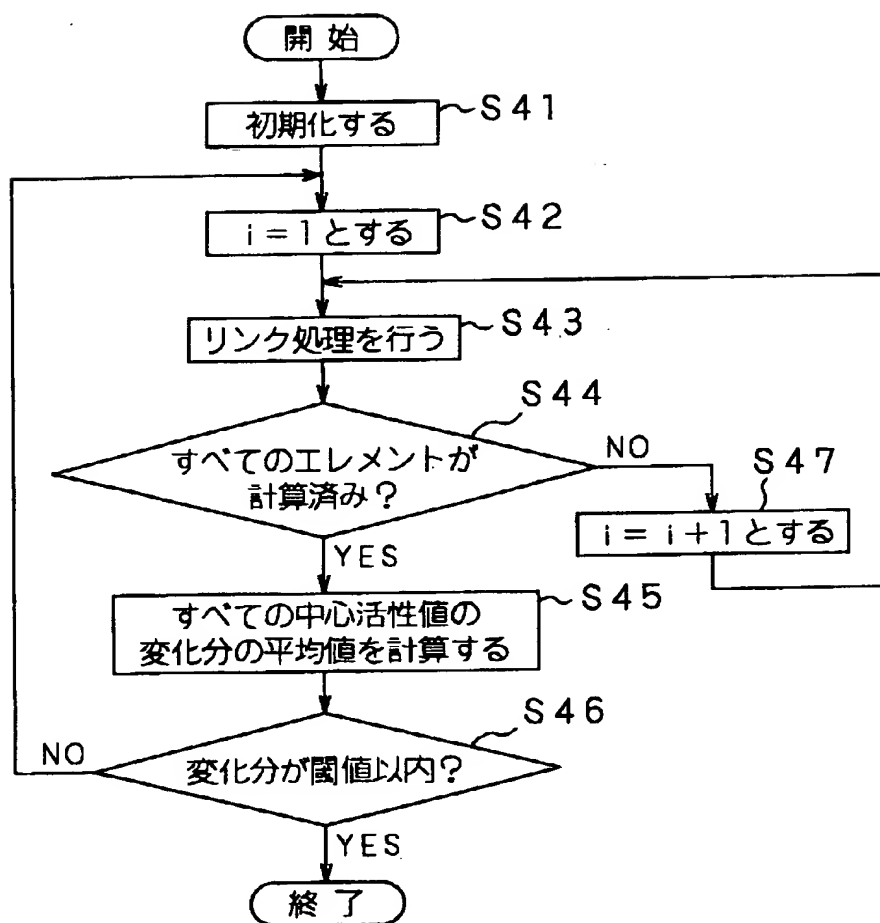 開始
初期化する
S41
i=1とする
S42
リンク処理を行う
S43
S44
すべてのエレメントが
計算済み?
NO
S47
i=i+1とする
YES
すべての中心活性値の
変化分の平均値を計算する
S45
S46
変化分が閾値以内?
NO
YES
終了